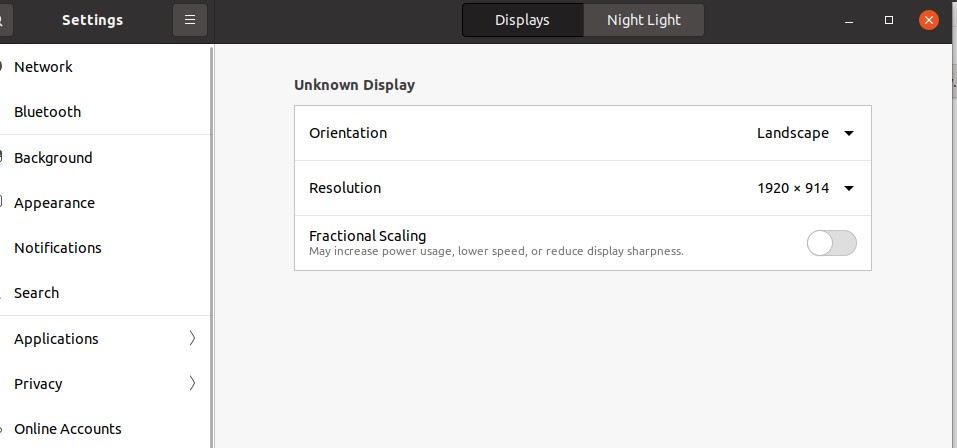 Settings
Displays
Night Light
Network
Bluetooth
Background
Appearance
Notifications
Search
Applications
Privacy
Online Accounts
Unknown Display
Orientation
Landscape
Resolution
1920 × 914
Fractional Scaling
May increase power usage, lower speed, or reduce display sharpness.